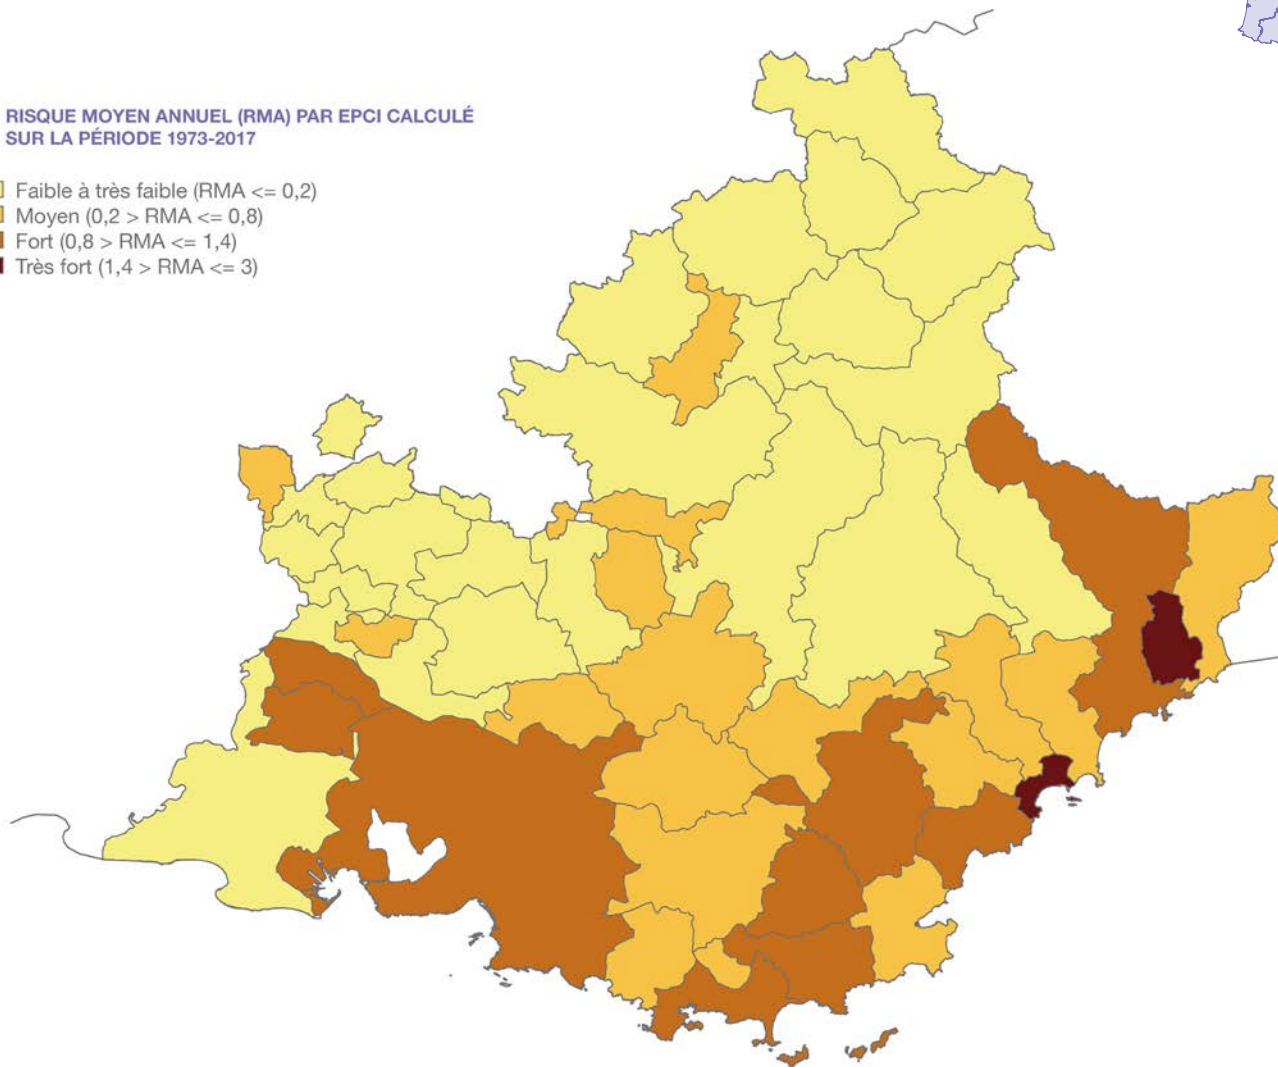 RISQUE MOYEN ANNUEL (RMA) PAR EPCI CALCULÉ
SUR LA PÉRIODE 1973-2017
Faible à très faible (RMA <= 0,2)
Moyen (0,2 > RMA <= 0,8)
Fort (0,8 > RMA <= 1,4)
Très fort (1,4 > RMA <= 3)